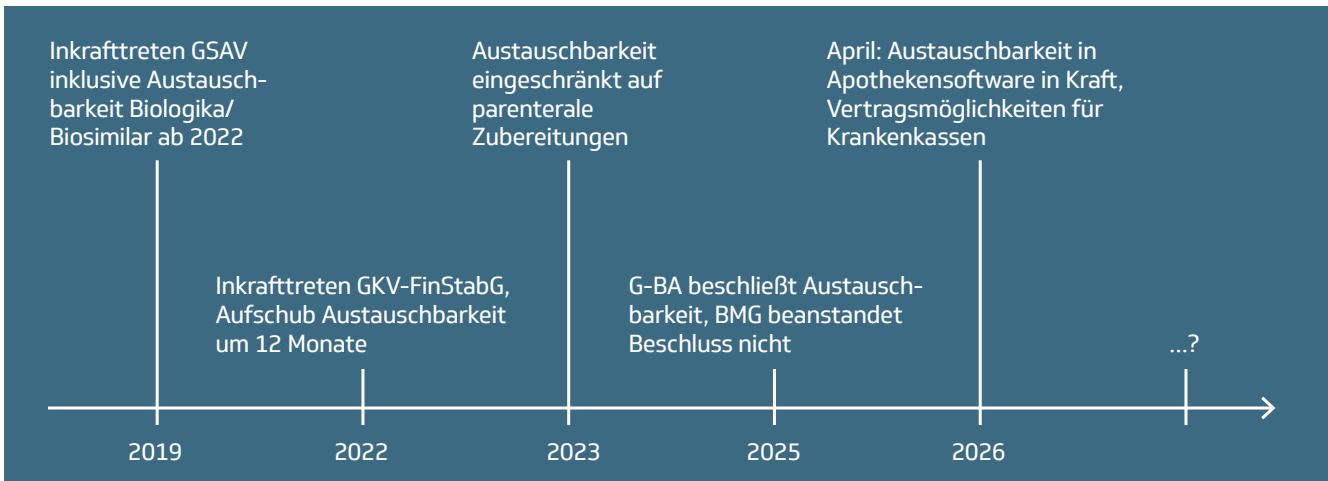 Inkrafttreten GSAV
inklusive Austausch-
barkeit Biologika/
Biosimilar ab 2022
Austauschbarkeit
eingeschränkt auf
parenterale
Zubereitungen
April: Austauschbarkeit in
Apothekensoftware in Kraft,
Vertragsmöglichkeiten für
Krankenkassen
Inkrafttreten GKV-FinStabG,
Aufschub Austauschbarkeit
um 12 Monate
G-BA beschließt Austausch-
barkeit, BMG beanstandet
Beschluss nicht
...?
2019
2022
2023
2025
2026